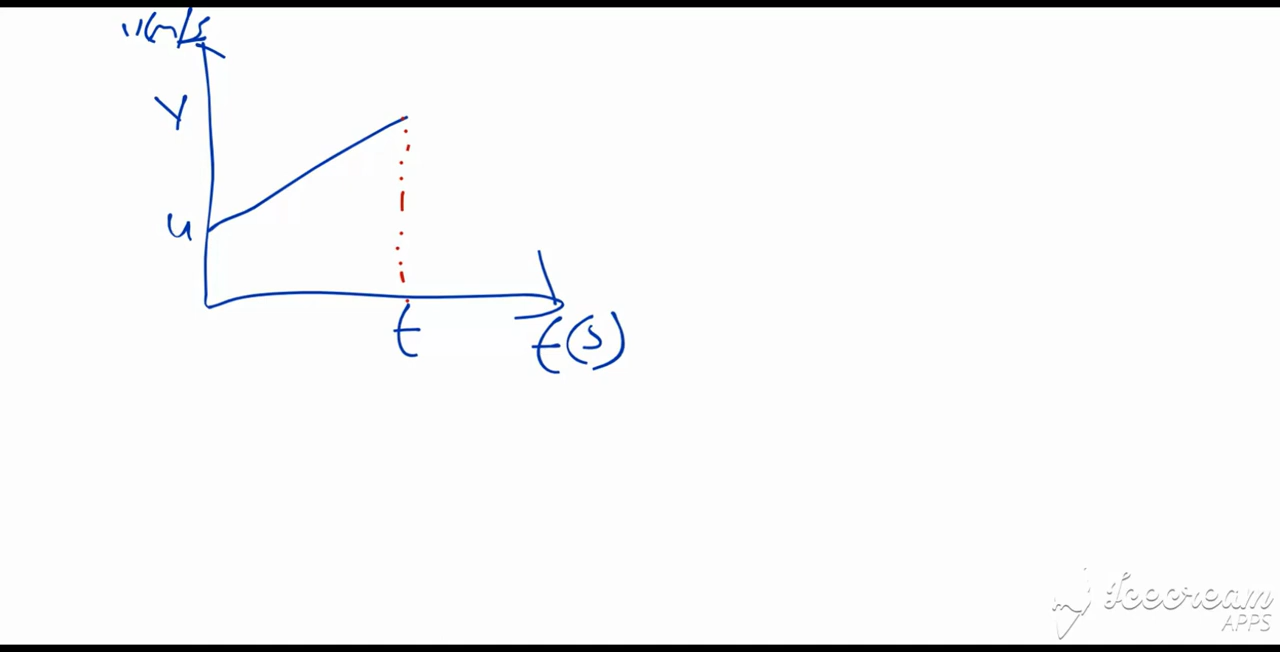 v(m/s
v
u
t
t(s)
Icecream
APPS